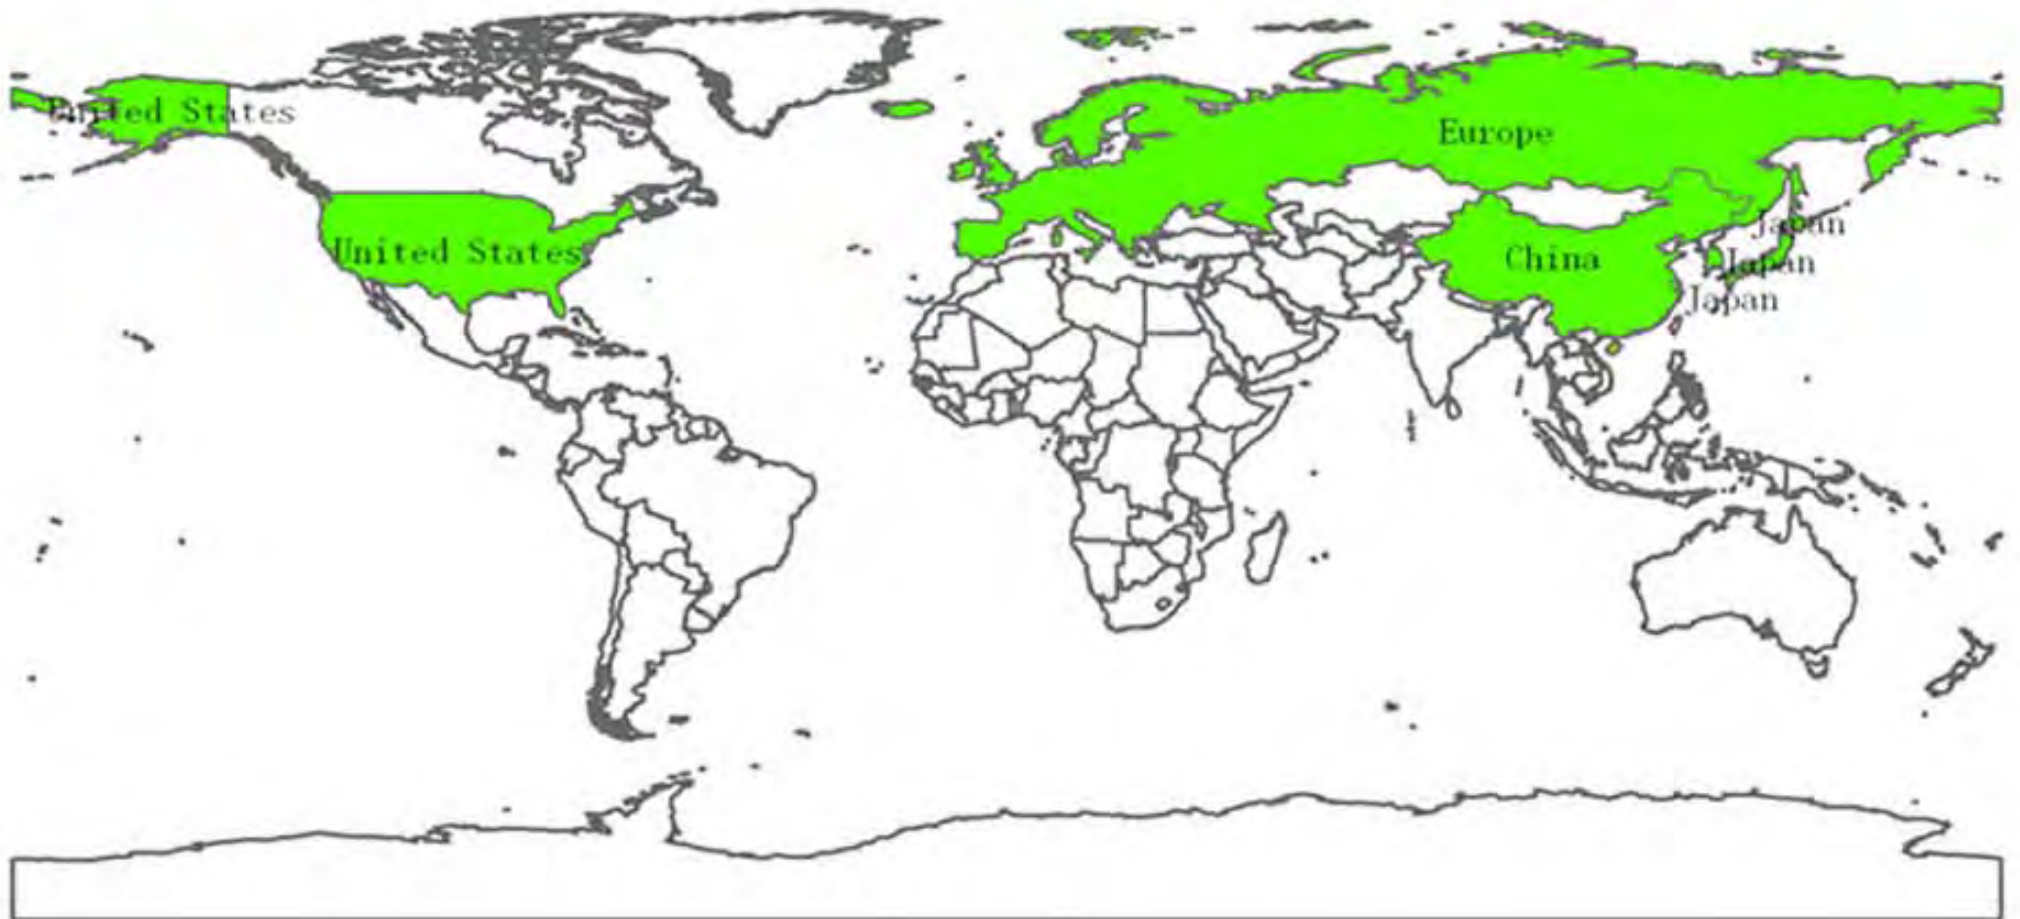 United States
Europe
Japan
United States
China
Japan
Japan